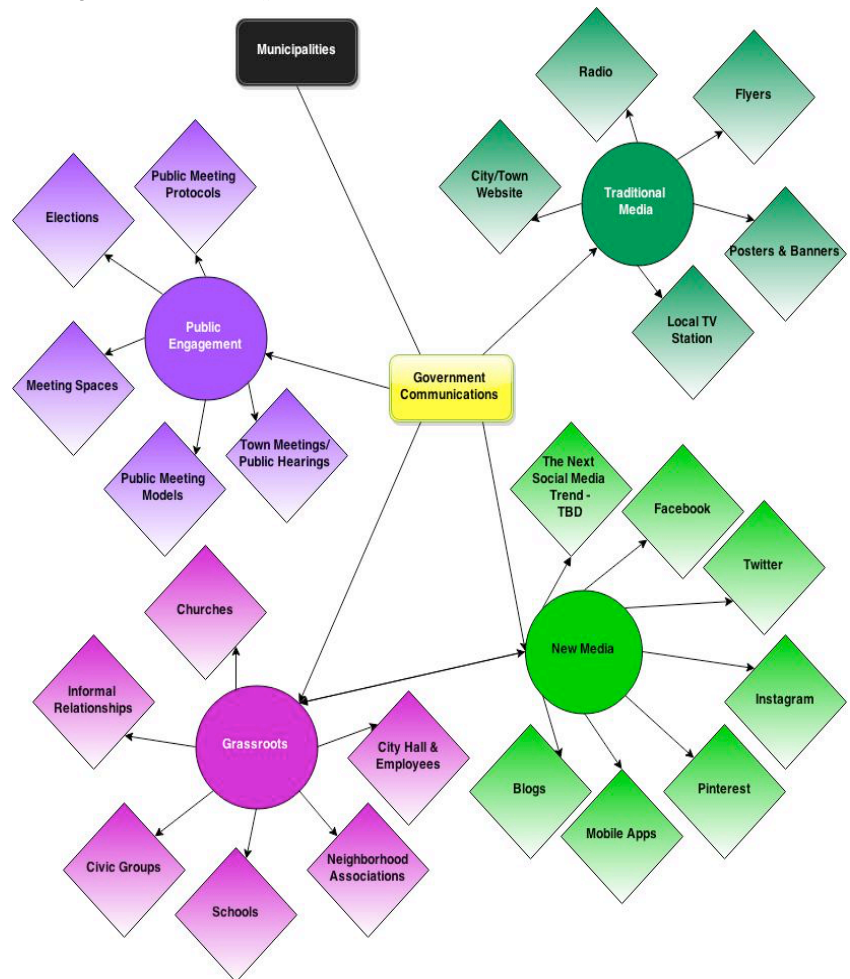 Municipalities
Radio
Flyers
City/Town
Website
Traditional
Media
Posters & Banners
Local TV
Station
Public Meeting
Protocols
Elections
Public
Engagement
Meeting Spaces
Town Meetings/
Public Hearings
Public Meeting
Models
Government
Communications
The Next
Social Media
Trend -
TBD
Facebook
Twitter
New Media
Instagram
Pinterest
Mobile Apps
Blogs
Churches
Informal
Relationships
Grassroots
City Hall &
Employees
Civic Groups
Schools
Neighborhood
Associations